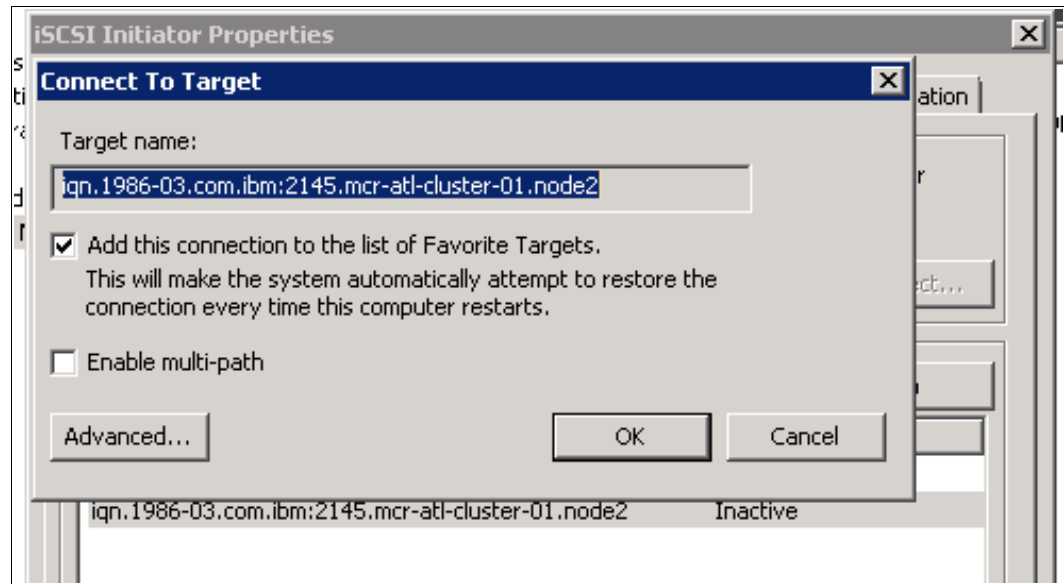 iSCSI Initiator Properties
Connect To Target
ation
Target name:
iqn.1986-03.com.ibm:2145.mcr-atl-cluster-01.node2
Add this connection to the list of Favorite Targets.
This will make the system automatically attempt to restore the
connection every time this computer restarts.
Enable multi-path
Advanced...
OK
Cancel
iqn.1986-03.com.ibm:2145.mcr-atl-cluster-01.node2 Inactive